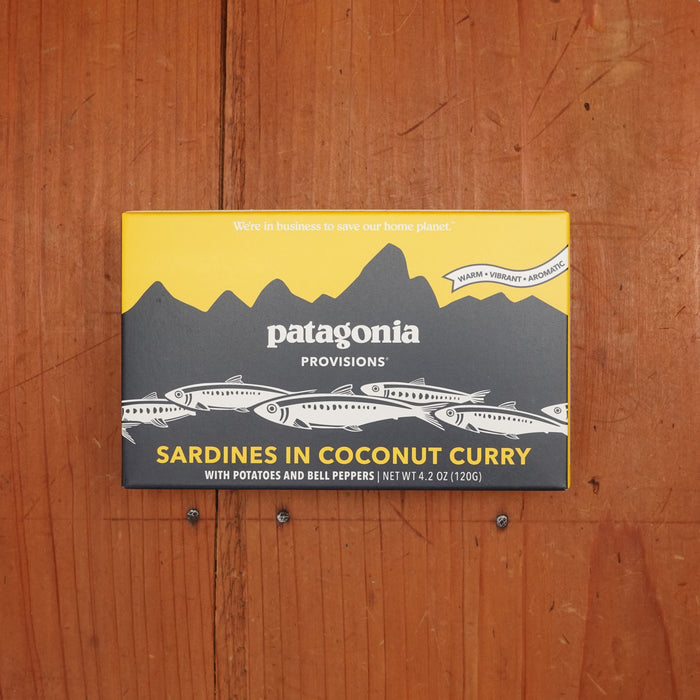 We're in business to save our home planet.™
WARM • VIBRANT • AROMATIC
patagonia
PROVISIONS®
SARDINES IN COCONUT CURRY
WITH POTATOES AND BELL PEPPERS | NET WT 4.2 OZ (120G)